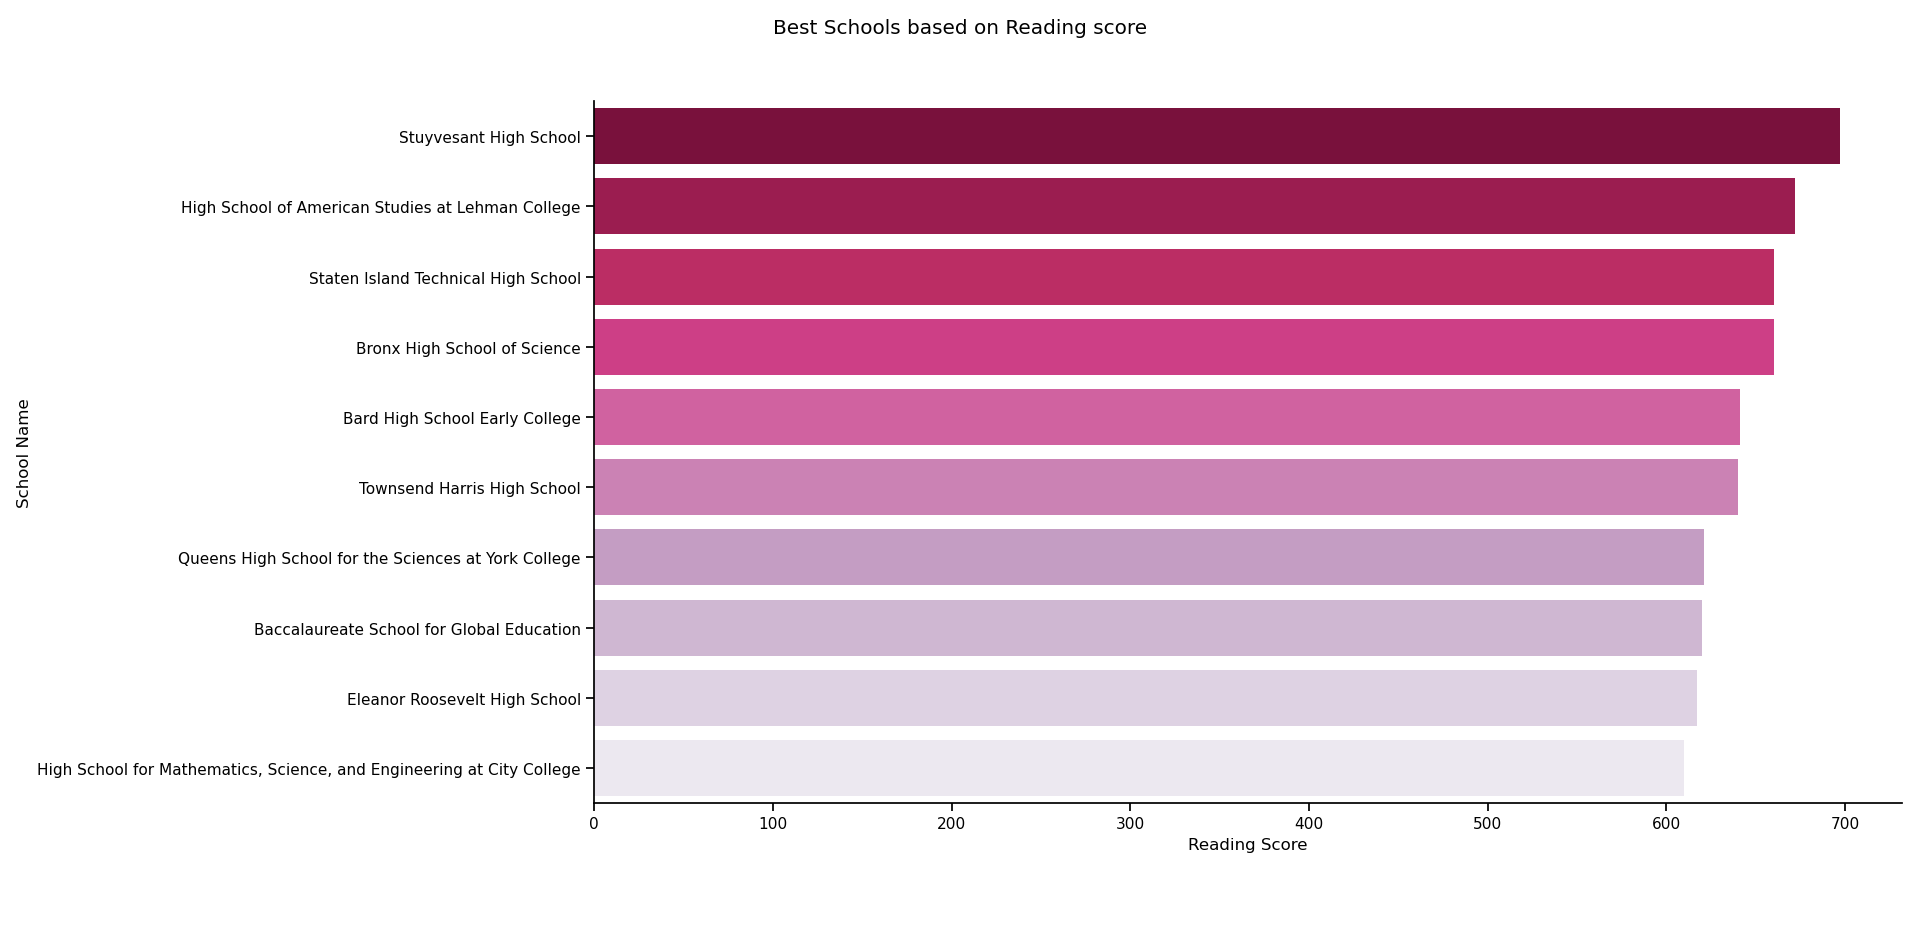 Best Schools based on Reading score
School Name
Stuyvesant High School
High School of American Studies at Lehman College
Staten Island Technical High School
Bronx High School of Science
Bard High School Early College
Townsend Harris High School
Queens High School for the Sciences at York College
Baccalaureate School for Global Education
Eleanor Roosevelt High School
High School for Mathematics, Science, and Engineering at City College
0 100 200 300 400 500 600 700
Reading Score